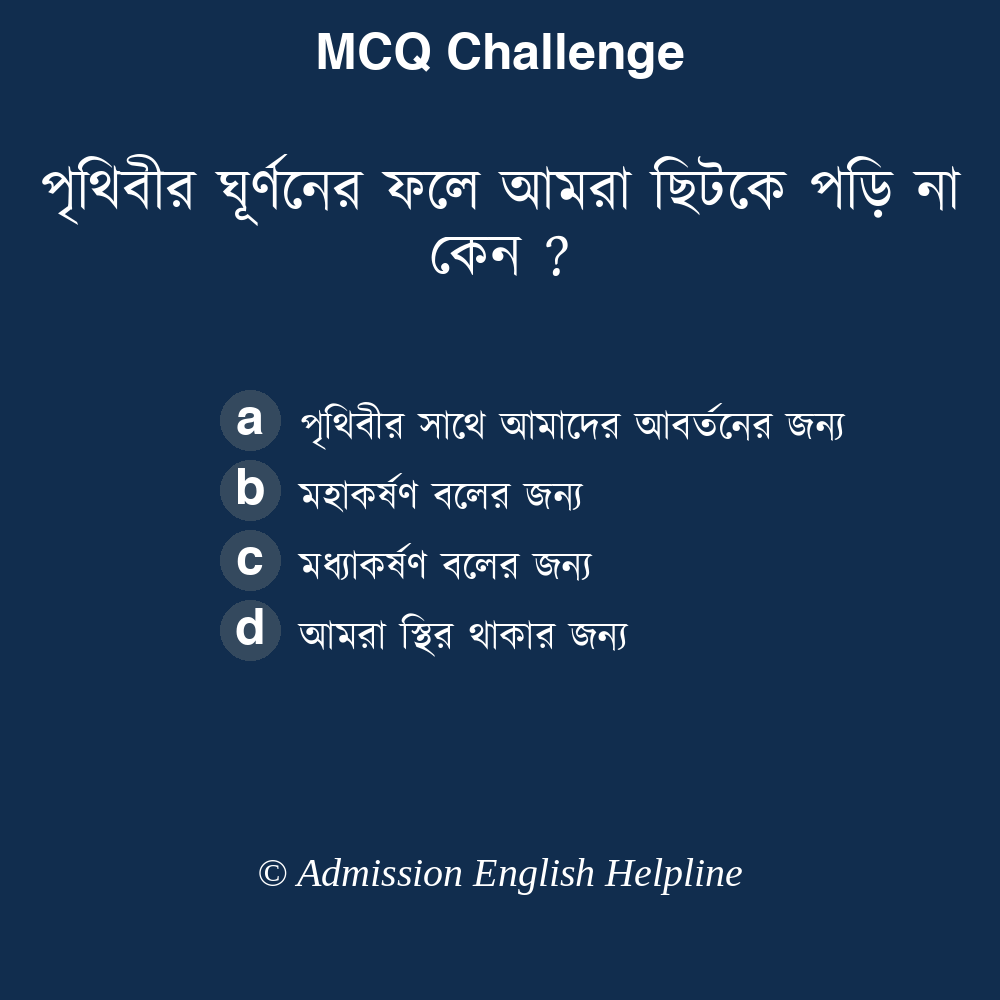 MCQ Challenge
পৃথিবীর ঘূর্ণনের ফলে আমরা ছিটকে পড়ি না
কেন ?
a পৃথিবীর সাথে আমাদের আবর্তনের জন্য
b মহাকর্ষণ বলের জন্য
c মধ্যাকর্ষণ বলের জন্য
d আমরা স্থির থাকার জন্য
© Admission English Helpline